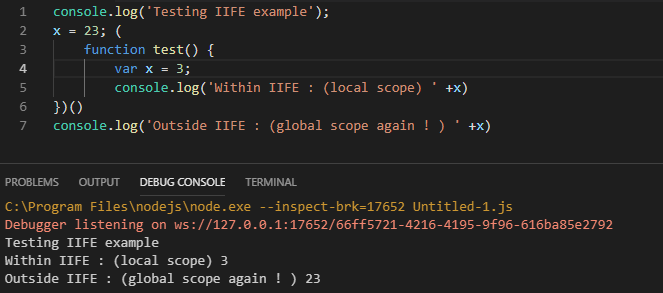 1 console.log('Testing IIFE example');
2 x = 23; (
3 function test() {
4 var x = 3;
5 console.log('Within IIFE : (local scope) ' +x)
6 })()
7 console.log('Outside IIFE : (global scope again ! ) ' +x)
PROBLEMS OUTPUT DEBUG CONSOLE TERMINAL
C:\Program Files\nodejs\node.exe --inspect-brk=17652 Untitled-1.js
Debugger listening on ws://127.0.0.1:17652/66ff5721-4216-4195-9f96-616ba85e2792
Testing IIFE example
Within IIFE : (local scope) 3
Outside IIFE : (global scope again ! ) 23